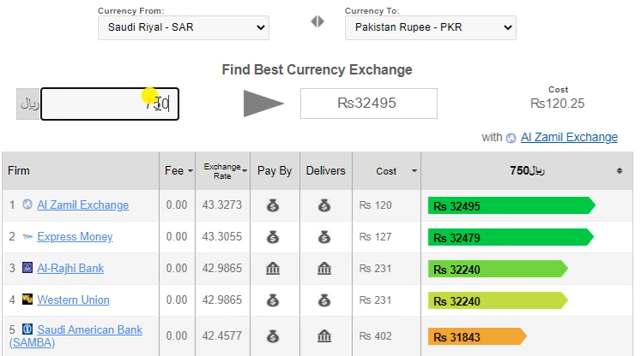 Currency From: Currency To:
Saudi Riyal - SAR Pakistan Rupee - PKR
Find Best Currency Exchange
ریال 750 Rs32495 Cost
Rs120.25
with Al Zamil Exchange
Firm Fee Exchange Rate Pay By Delivers Cost ریال750
1 Al Zamil Exchange 0.00 43.3273 Rs 120 Rs 32495
2 Express Money 0.00 43.3055 Rs 127 Rs 32479
3 Al-Rajhi Bank 0.00 42.9865 Rs 231 Rs 32240
4 Western Union 0.00 42.9865 Rs 231 Rs 32240
5 Saudi American Bank (SAMBA) 0.00 42.4577 Rs 402 Rs 31843